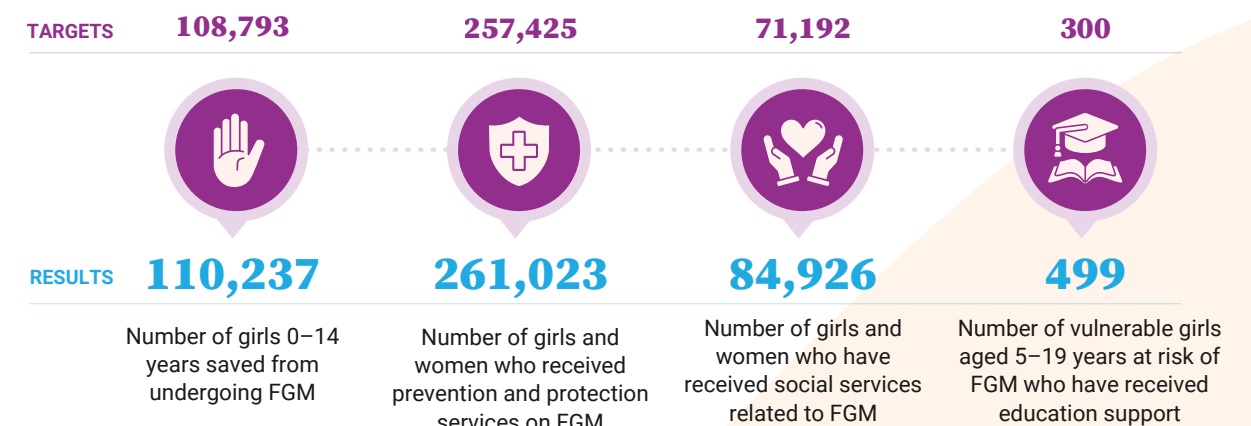 TARGETS 108,793 257,425 71,192 300
RESULTS 110,237 261,023 84,926 499
Number of girls 0–14
years saved from
undergoing FGM
Number of girls and
women who received
prevention and protection
services on FGM
Number of girls and
women who have
received social services
related to FGM
Number of vulnerable girls
aged 5–19 years at risk of
FGM who have received
education support